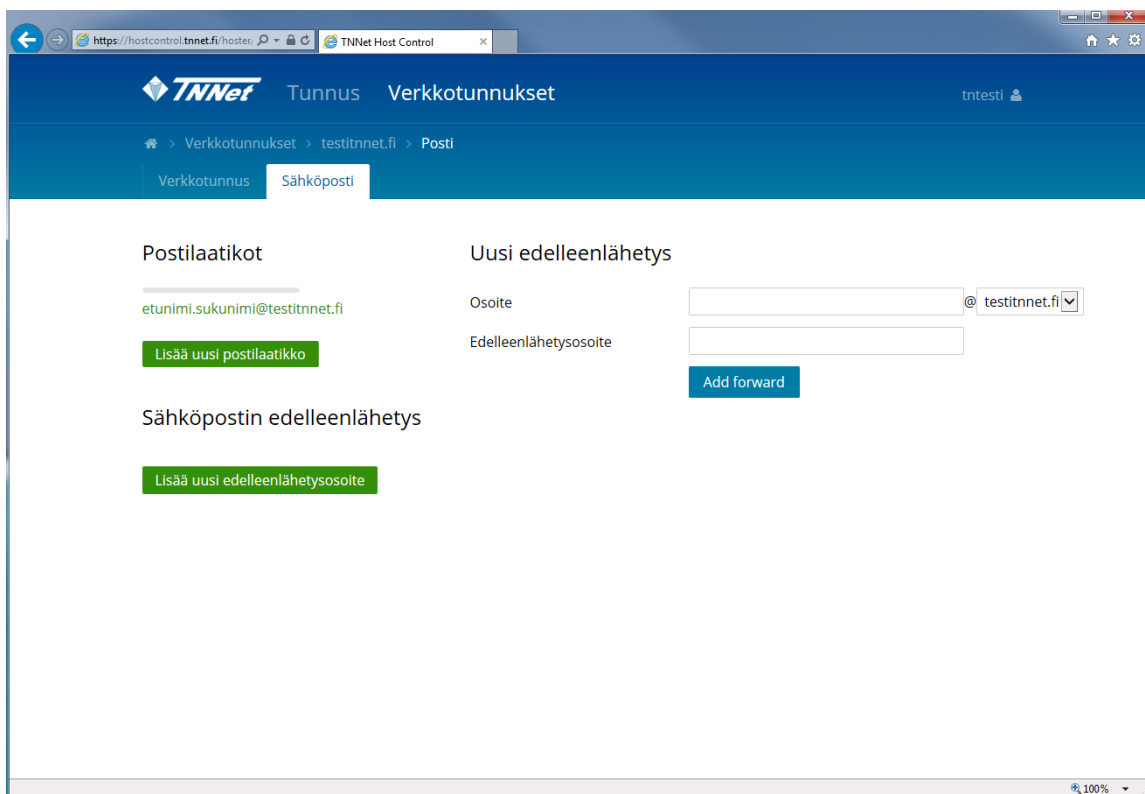 https://hostcontrol.tnnet.fi/hoster,
TNNet Host Control
TNNet Tunnus Verkkotunnukset tntesti
> Verkkotunnukset > testitnnet.fi > Posti
Verkkotunnus Sähköposti
Postilaatikot
etunimi.sukunimi@testitnnet.fi
Lisää uusi postilaatikko
Sähköpostin edelleenlähetys
Lisää uusi edelleenlähetysosoite
Uusi edelleenlähetys
Osoite @ testitnnet.fi
Edelleenlähetysosoite
Add forward
100%